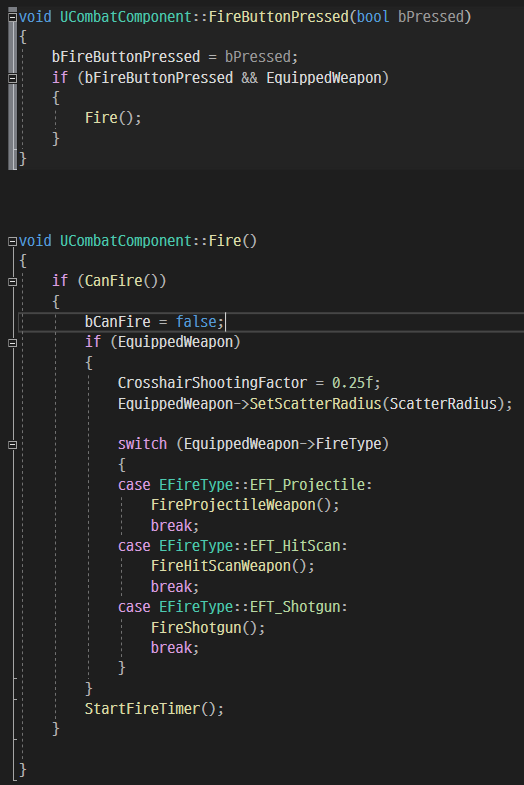 void UCombatComponent::FireButtonPressed(bool bPressed)
{
    bFireButtonPressed = bPressed;
    if (bFireButtonPressed && EquippedWeapon)
    {
        Fire();
    }
}
void UCombatComponent::Fire()
{
    if (CanFire())
    {
        bCanFire = false;
        if (EquippedWeapon)
        {
            CrosshairShootingFactor = 0.25f;
            EquippedWeapon->SetScatterRadius(ScatterRadius);
            switch (EquippedWeapon->FireType)
            {
            case EFireType::EFT_Projectile:
                FireProjectileWeapon();
                break;
            case EFireType::EFT_HitScan:
                FireHitScanWeapon();
                break;
            case EFireType::EFT_Shotgun:
                FireShotgun();
                break;
            }
        }
        StartFireTimer();
    }
}